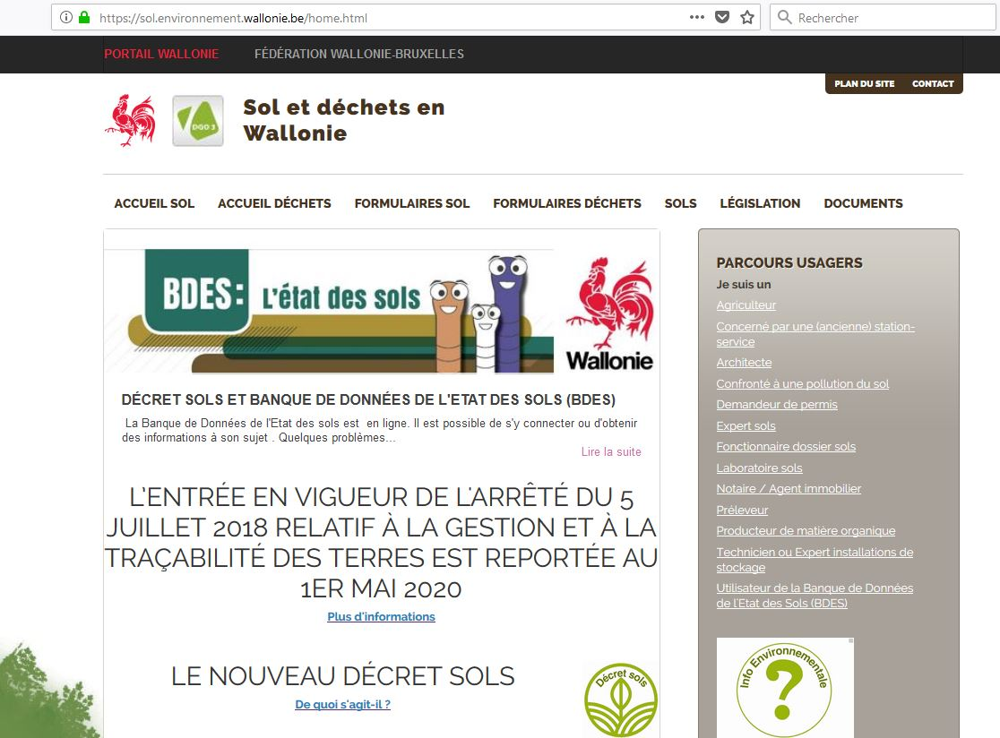 https://sol.environnement.wallonie.be/home.html
Rechercher
PORTAIL WALLONIE
FÉDÉRATION WALLONIE-BRUXELLES
PLAN DU SITE
CONTACT
DGO 3
Sol et déchets en
Wallonie
ACCUEIL SOL
ACCUEIL DÉCHETS
FORMULAIRES SOL
FORMULAIRES DÉCHETS
SOLS
LÉGISLATION
DOCUMENTS
BDES:
L'état des sols
Wallonie
DÉCRET SOLS ET BANQUE DE DONNÉES DE L'ETAT DES SOLS (BDES)
La Banque de Données de l'Etat des sols est en ligne. Il est possible de s'y connecter ou d'obtenir
des informations à son sujet . Quelques problèmes...
Lire la suite
L'ENTRÉE EN VIGUEUR DE L'ARRÊTÉ DU 5
JUILLET 2018 RELATIF À LA GESTION ET À LA
TRAÇABILITÉ DES TERRES EST REPORTÉE AU
1ER MAI 2020
Plus d'informations
LE NOUVEAU DÉCRET SOLS
De quoi s'agit-il ?
Décret sols
PARCOURS USAGERS
Je suis un
Agriculteur
Concerné par une (ancienne) station-
service
Architecte
Confronté à une pollution du sol
Demandeur de permis
Expert sols
Fonctionnaire dossier sols
Laboratoire sols
Notaire / Agent immobilier
Préleveur
Producteur de matière organique
Technicien ou Expert installations de
stockage
Utilisateur de la Banque de Données
de l'Etat des Sols (BDES)
Info Environnementale
?